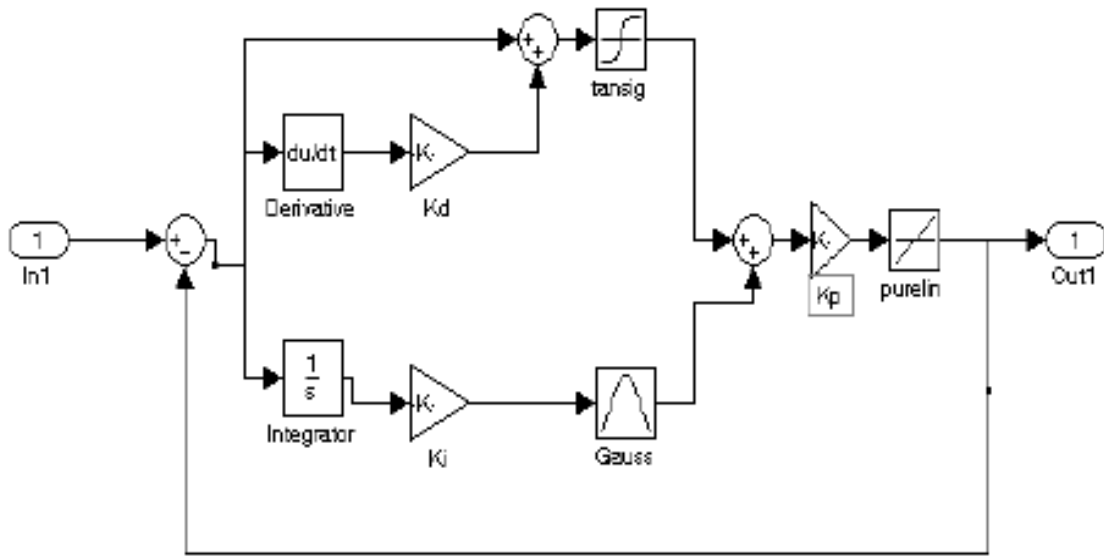 +
+
tansig
du/dt
K-
Derivative
Kd
1
In1
+
−
+
+
K-
Kp
purelin
1
Out1
1
s
K-
Integrator
Ki
Gauss